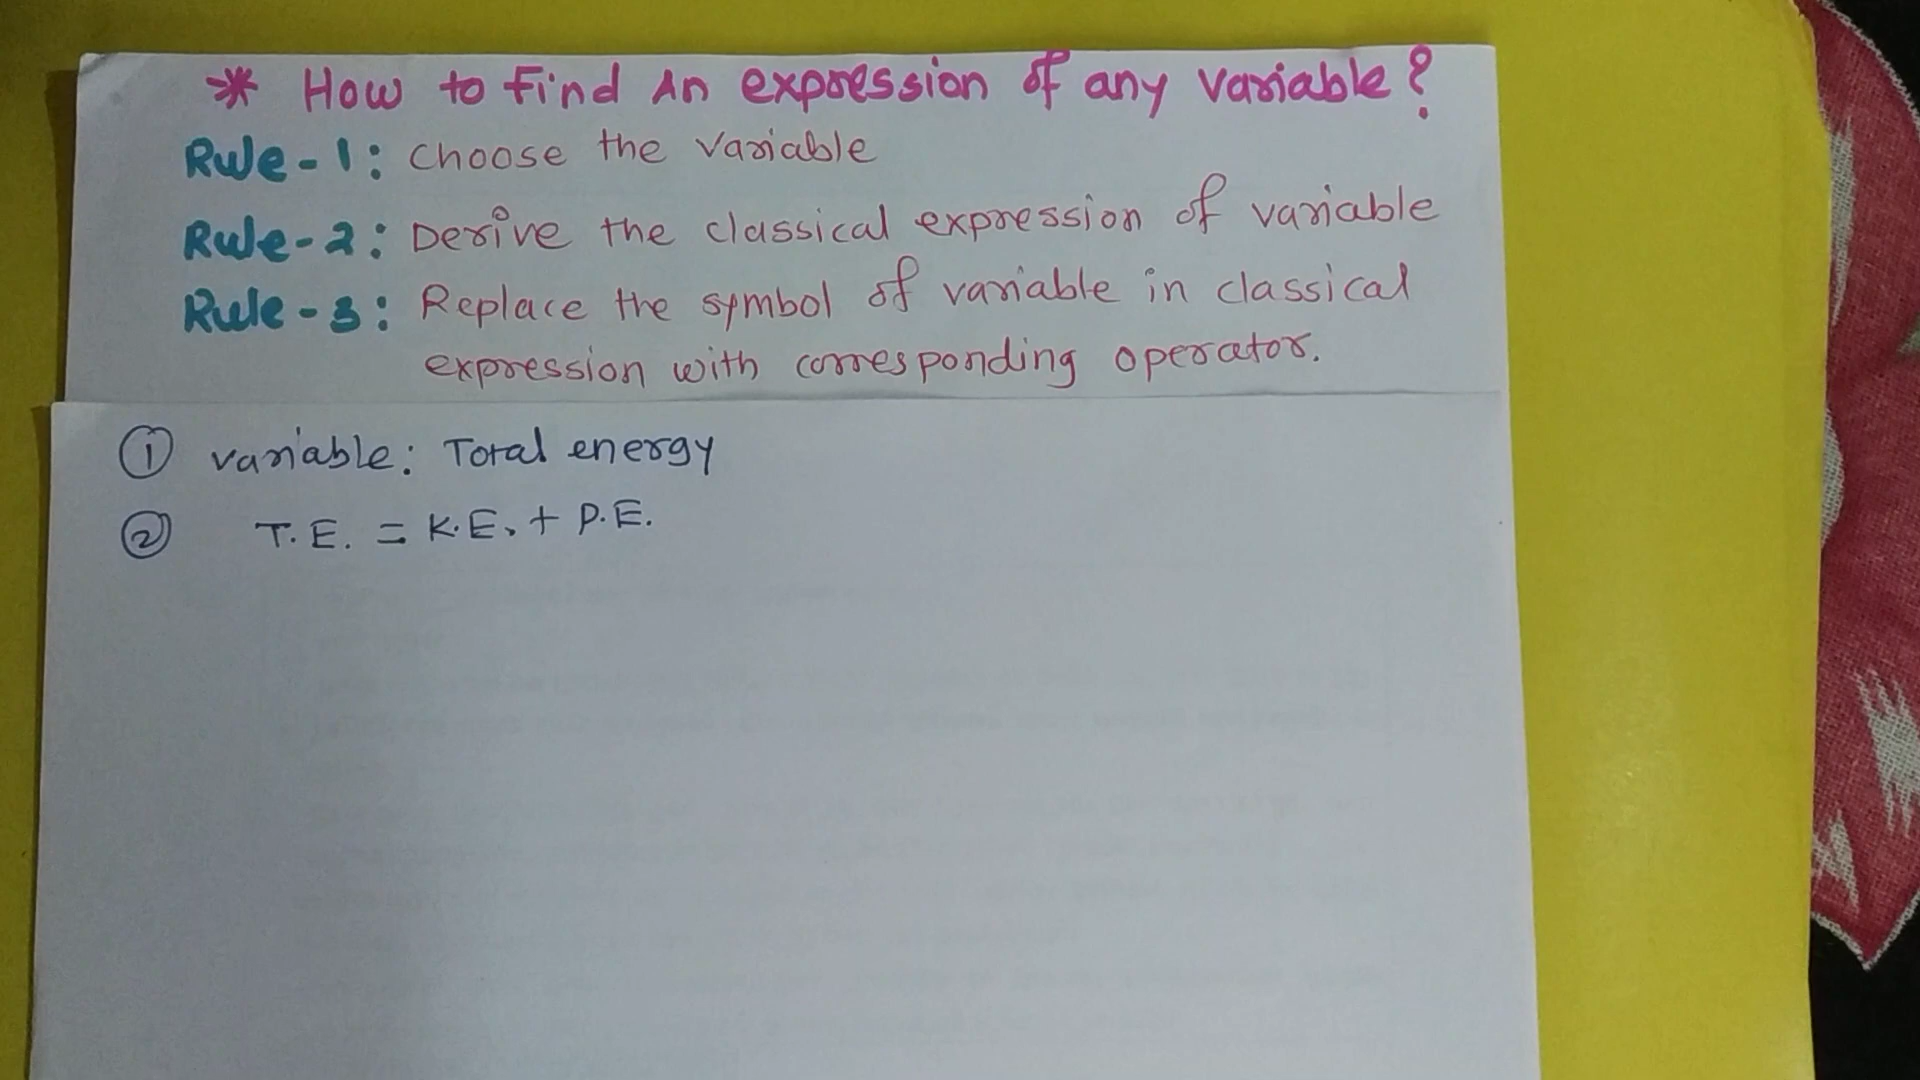 * How to Find An expression of any variable?
Rule-1: choose the variable
Rule-2: Derive the classical expression of variable
Rule-3: Replace the symbol of variable in classical
expression with corresponding operator.
① variable: Total energy
② T.E. = K.E. + P.E.